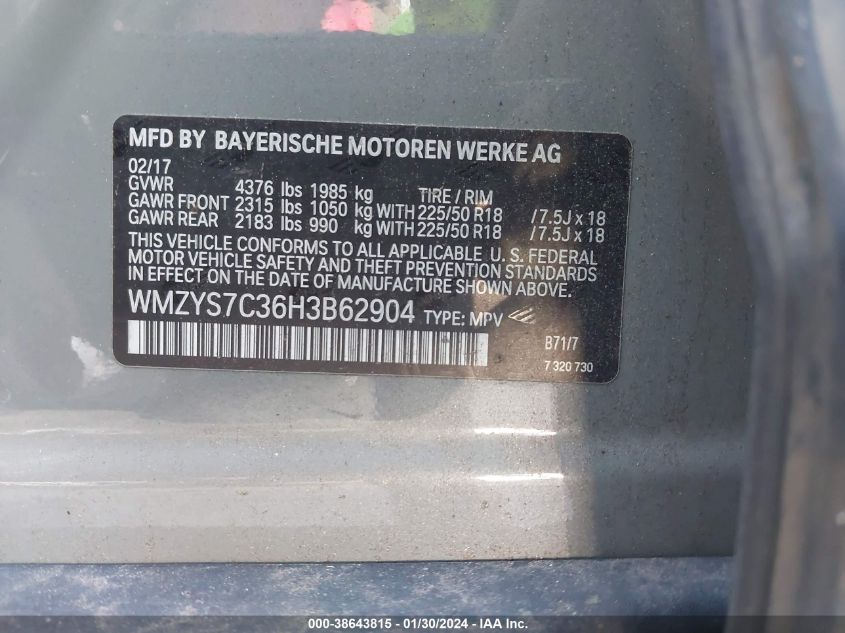 MFD BY BAYERISCHE MOTOREN WERKE AG
02/17
GVWR 4376 lbs 1985 kg TIRE / RIM
GAWR FRONT 2315 lbs 1050 kg WITH 225/50 R18 / 7.5J x 18
GAWR REAR 2183 lbs 990 kg WITH 225/50 R18 / 7.5J x 18
THIS VEHICLE CONFORMS TO ALL APPLICABLE U. S. FEDERAL
MOTOR VEHICLE SAFETY AND THEFT PREVENTION STANDARDS
IN EFFECT ON THE DATE OF MANUFACTURE SHOWN ABOVE.
WMZYS7C36H3B62904 TYPE: MPV
B71/7
7 320 730
000-38643815 - 01/30/2024 - IAA Inc.